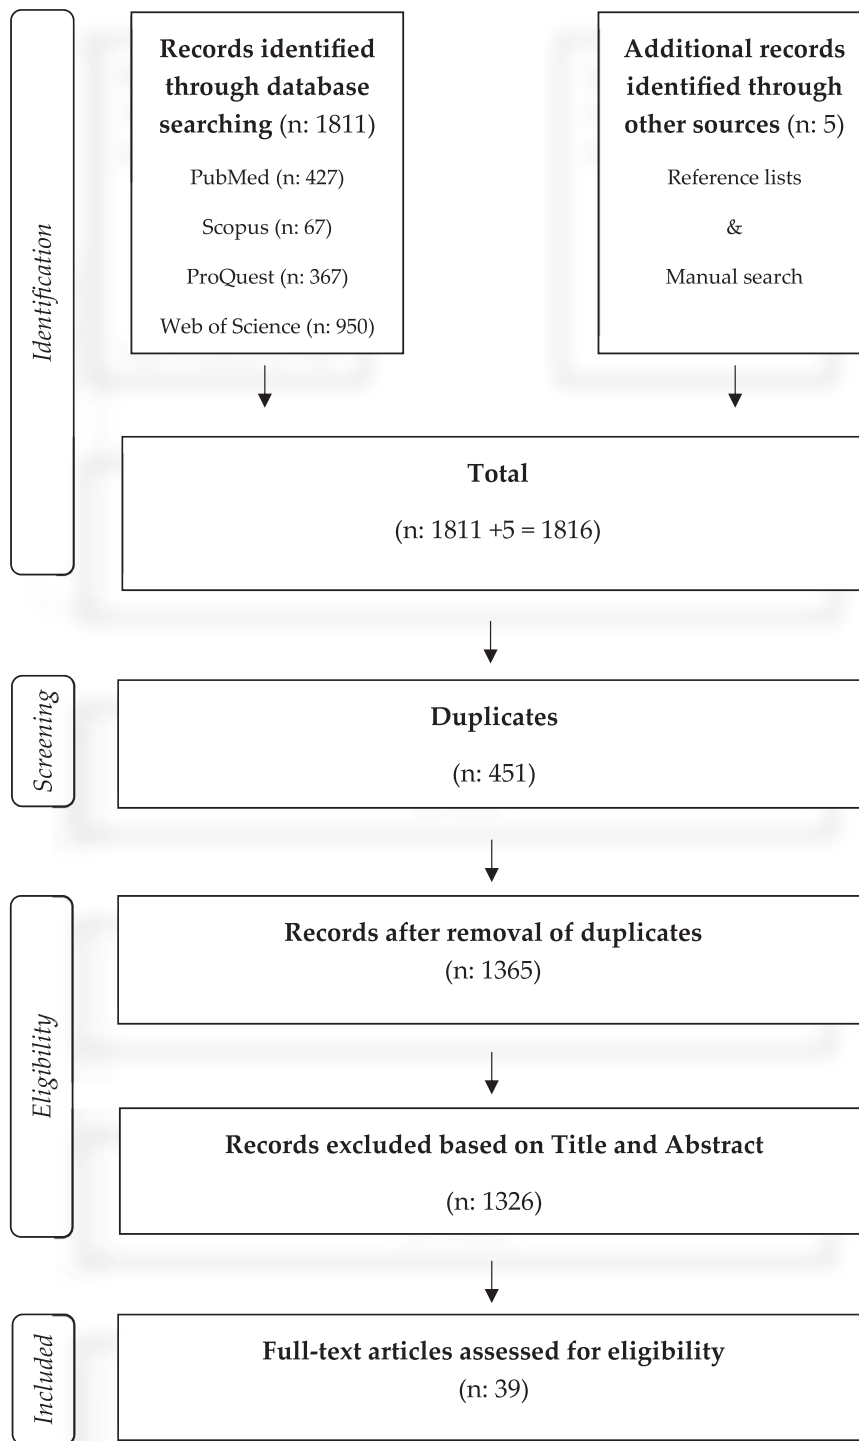 Identification
Records identified
through database
searching (n: 1811)
PubMed (n: 427)
Scopus (n: 67)
ProQuest (n: 367)
Web of Science (n: 950)
Additional records
identified through
other sources (n: 5)
Reference lists
&
Manual search
Total
(n: 1811 +5 = 1816)
Screening
Duplicates
(n: 451)
Eligibility
Records after removal of duplicates
(n: 1365)
Records excluded based on Title and Abstract
(n: 1326)
Included
Full-text articles assessed for eligibility
(n: 39)